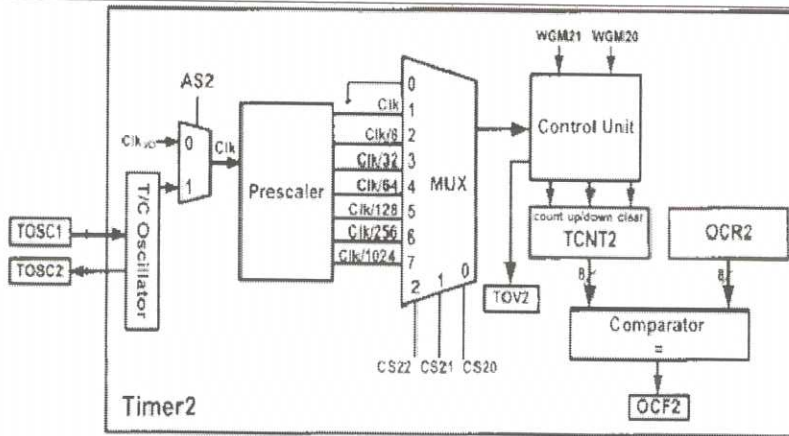 WGM21 WGM20
AS2
Clk I/O
0
1
Clk
T/C Oscillator
TOSC1
TOSC2
Prescaler
Clk
Clk/8
Clk/32
Clk/64
Clk/128
Clk/256
Clk/1024
0
1
2
3
4
5
6
7
MUX
2 1 0
CS22 CS21 CS20
Control Unit
TOV2
count up/down clear
TCNT2
OCR2
8
8
Comparator
=
OCF2
Timer2